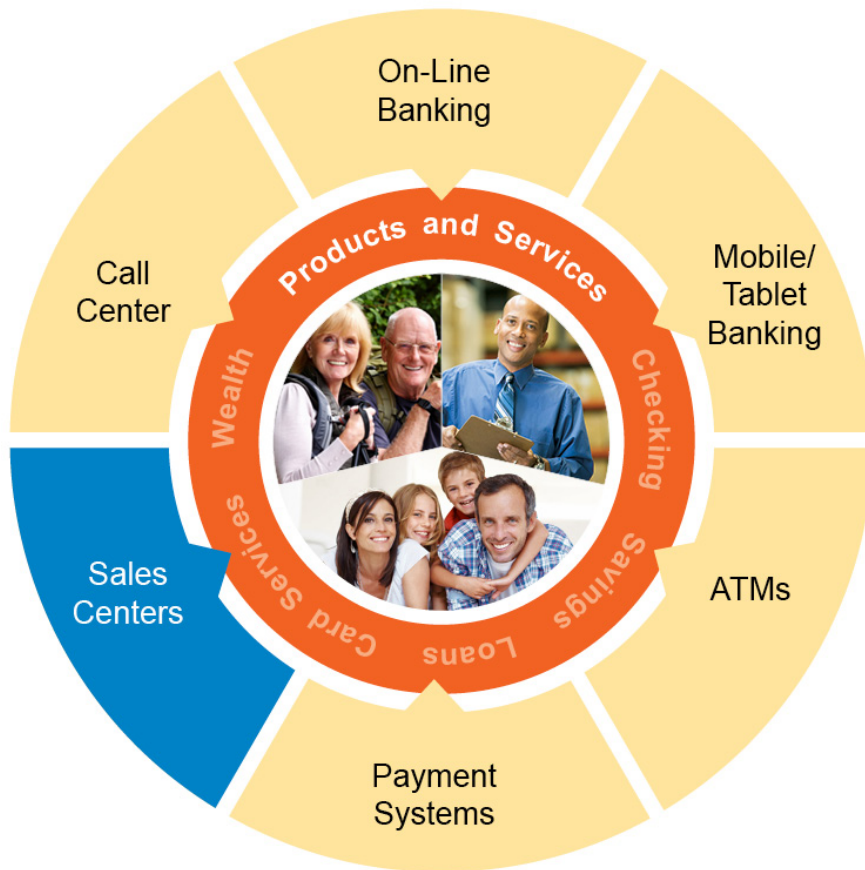 On-Line
Banking
Mobile/
Tablet
Banking
ATMs
Payment
Systems
Sales
Centers
Call
Center
Products and Services
Checking
Savings
Loans
Card Services
Wealth